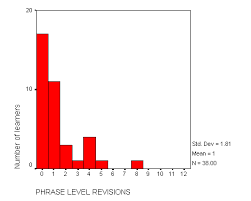 20
10
0
Number of learners
0 1 2 3 4 5 6 7 8 9 10 11 12
PHRASE LEVEL REVISIONS
Std. Dev = 1.81
Mean = 1
N = 38.00